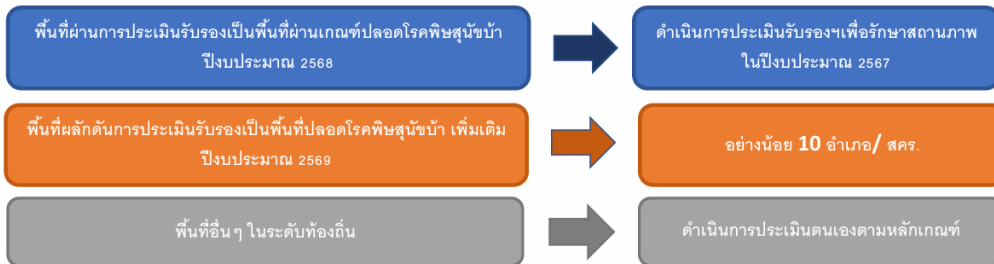 พื้นที่ผ่านการประเมินรับรองเป็นพื้นที่ผ่านเกณฑ์ปลอดโรคพิษสุนัขบ้า
ปีงบประมาณ 2568
ดำเนินการประเมินรับรองฯเพื่อรักษาสถานภาพ
ในปีงบประมาณ 2567
พื้นที่ผลักดันการประเมินรับรองเป็นพื้นที่ปลอดโรคพิษสุนัขบ้า เพิ่มเติม
ปีงบประมาณ 2569
อย่างน้อย 10 อำเภอ/ สคร.
พื้นที่อื่นๆ ในระดับท้องถิ่น
ดำเนินการประเมินตนเองตามหลักเกณฑ์